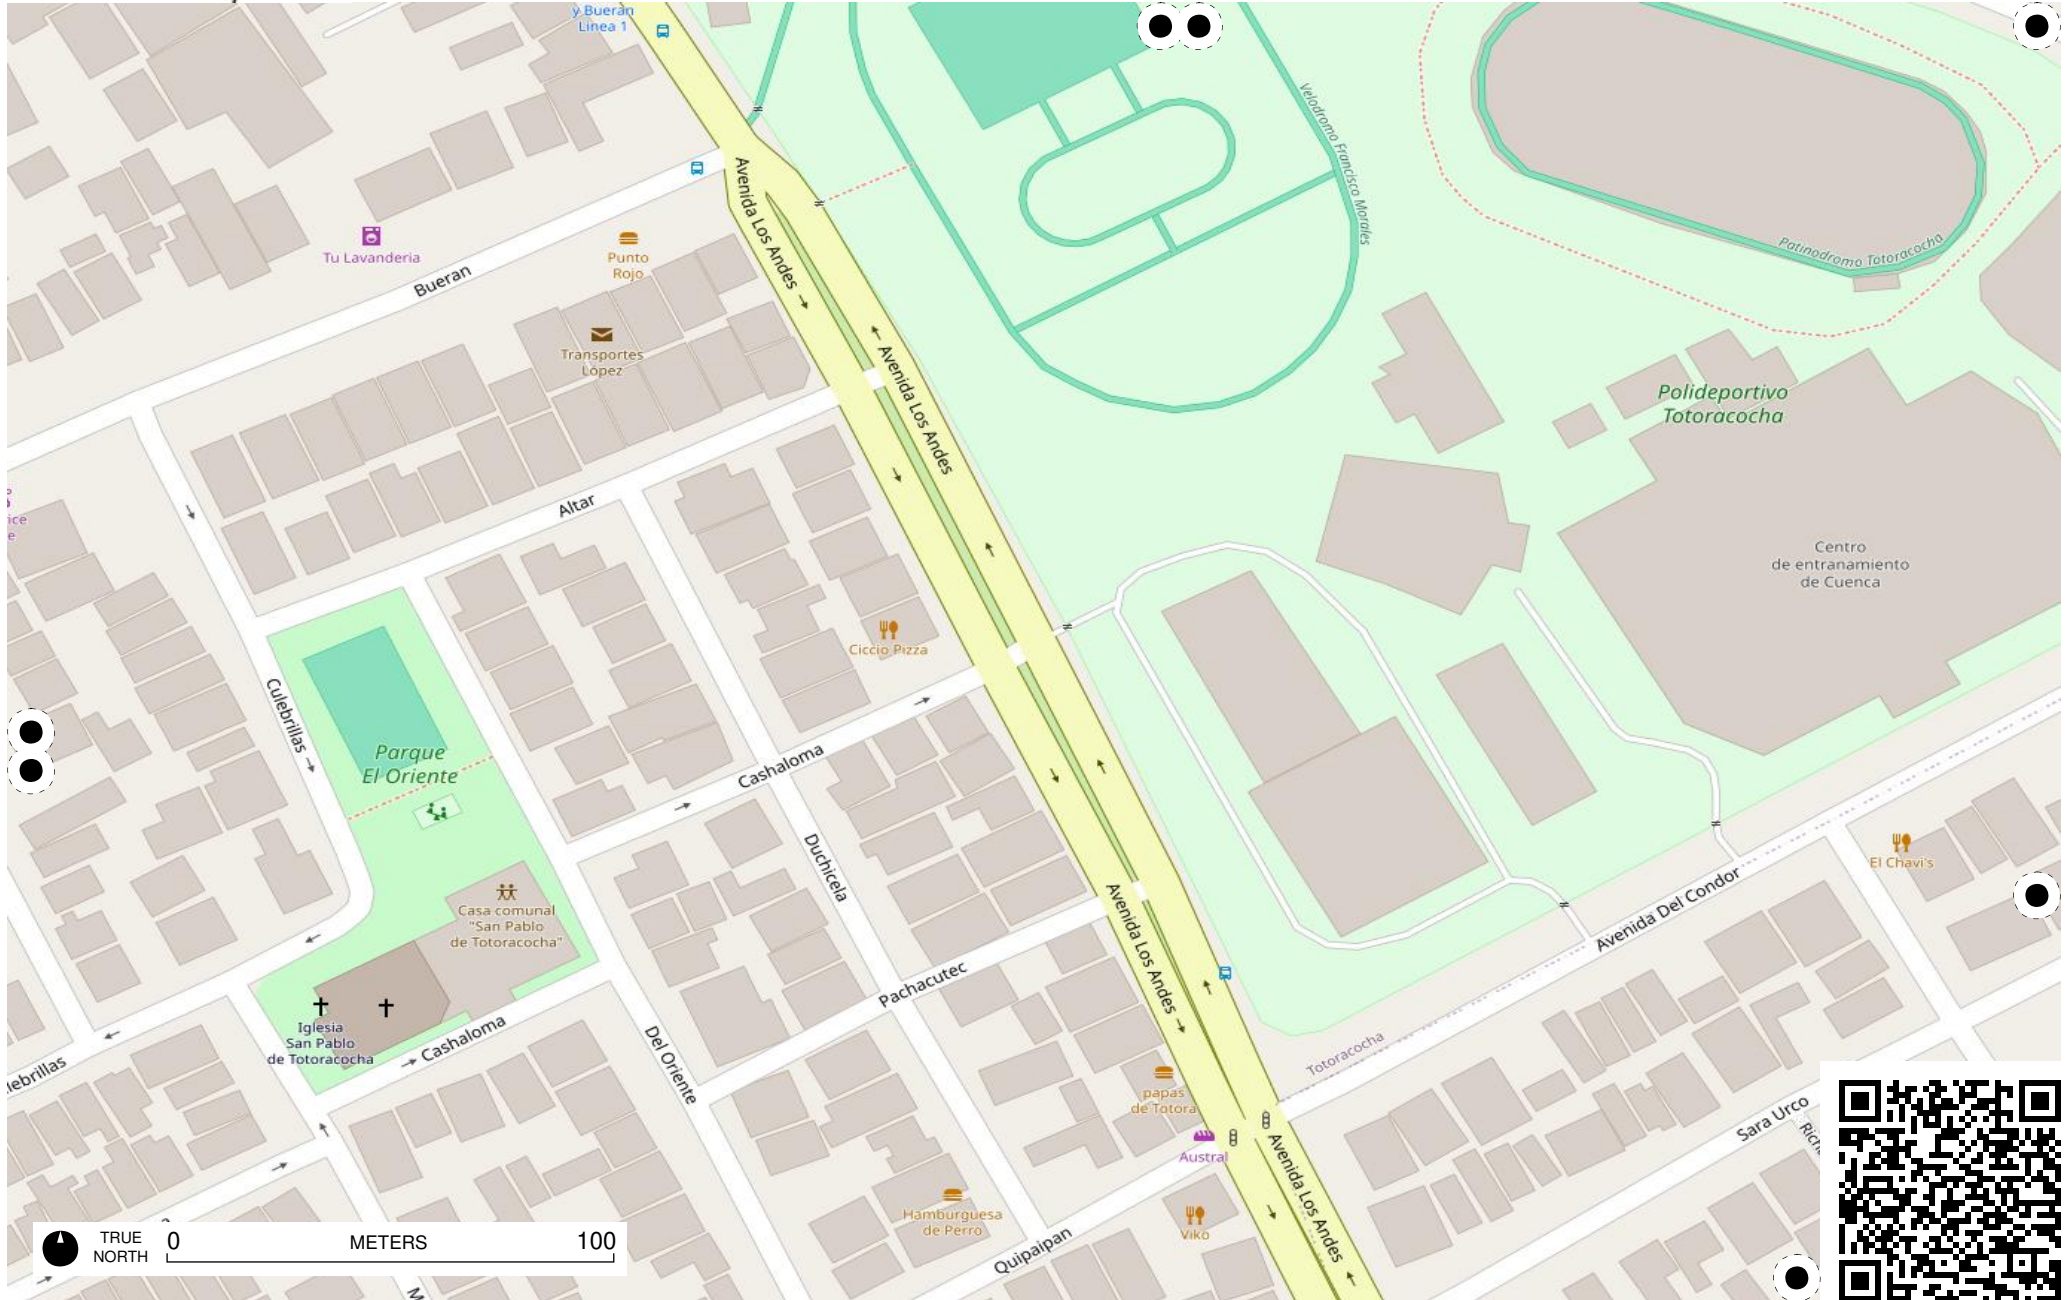 y Bueran
Linea 1
Velodromo Francisco Morales
Patinodromo Totoracocha
Avenida Los Andes
Tu Lavanderia
Bueran
Punto
Rojo
Transportes
López
Avenida Los Andes
Polideportivo
Totoracocha
Altar
Centro
de entranamiento
de Cuenca
Ciccio Pizza
Culebrillas
Parque
El Oriente
Cashaloma
Duchicela
El Chavi's
Casa comunal
"San Pablo
de Totoracocha"
Avenida Del Condor
Avenida Los Andes
Pachacutec
Iglesia
San Pablo
de Totoracocha
Cashaloma
Del Oriente
Totoracocha
papas
de Totora
Sara Urco
Austral
Avenida Los Andes
Hamburguesa
de Perro
Viko
Quipaipan
TRUE
NORTH
0 METERS 100